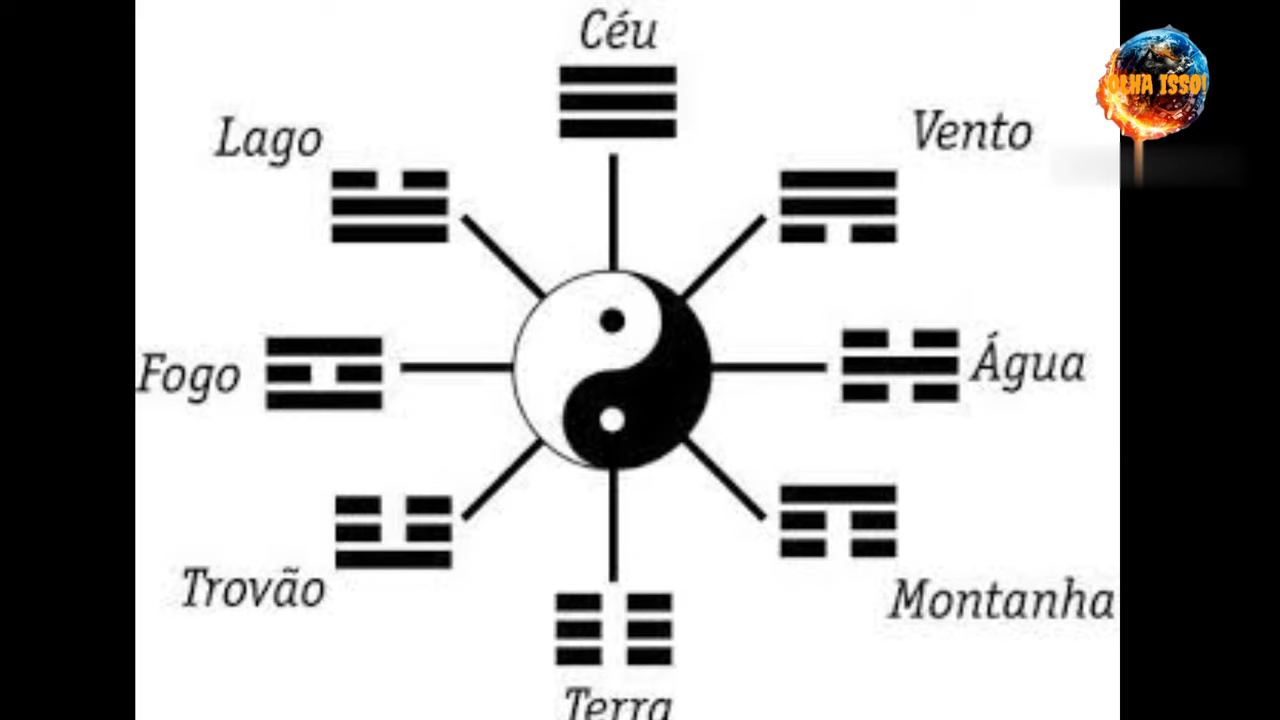 Céu
Lago
Vento
OLHA ISSO!
Fogo
Água
Trovão
Montanha
Terra